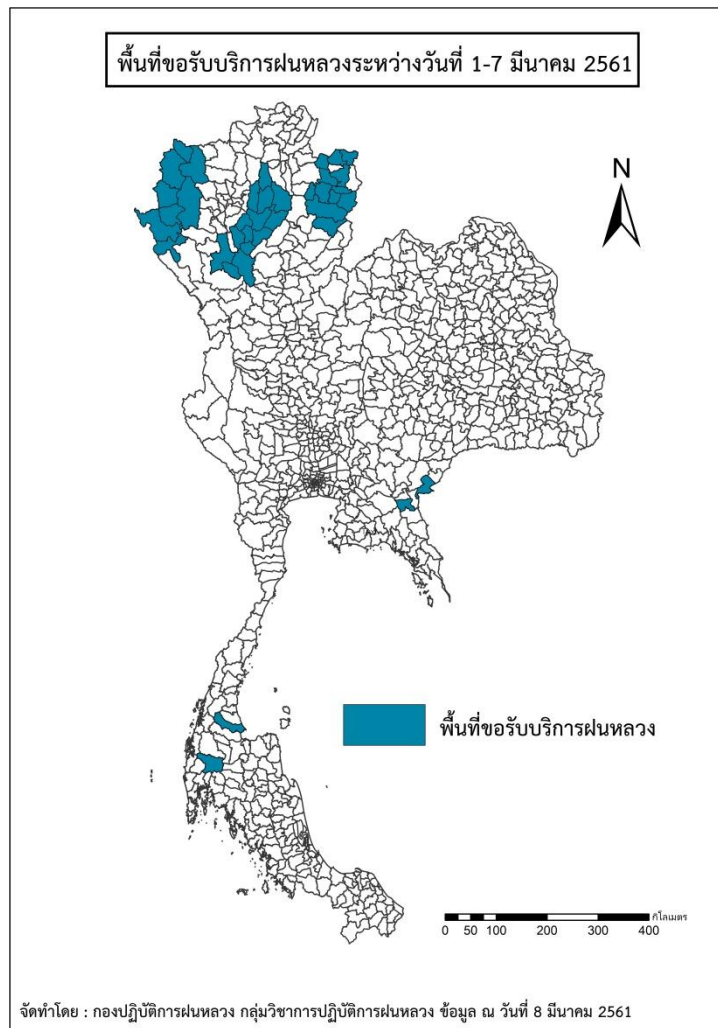 พื้นที่ขอรับบริการฝนหลวงระหว่างวันที่ 1-7 มีนาคม 2561
N
พื้นที่ขอรับบริการฝนหลวง
กิโลเมตร
0 50 100 200 300 400
จัดทำโดย : กองปฏิบัติการฝนหลวง กลุ่มวิชาการปฏิบัติการฝนหลวง ข้อมูล ณ วันที่ 8 มีนาคม 2561